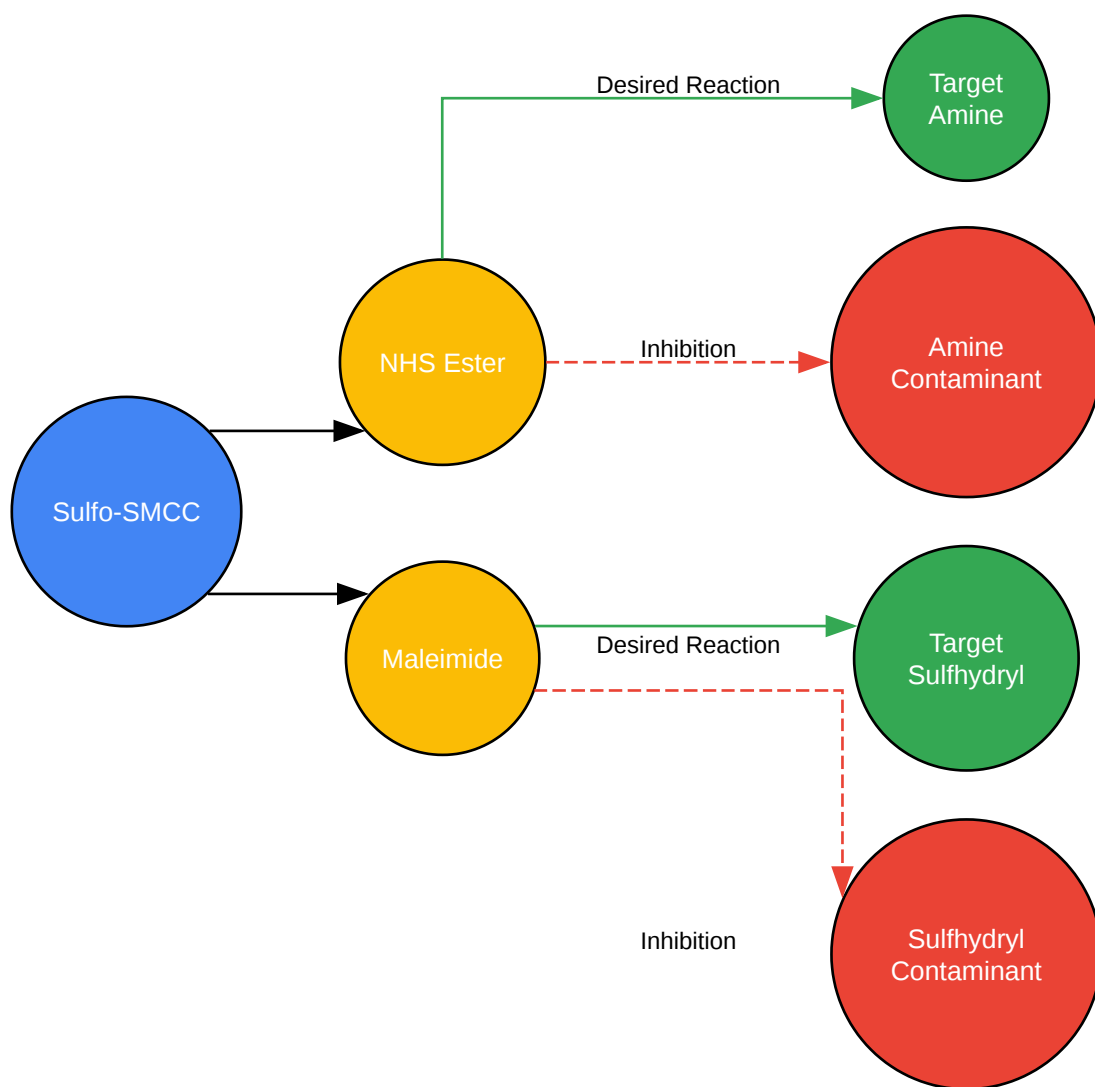 Desired Reaction
Target
Amine
NHS Ester
Inhibition
Amine
Contaminant
Sulfo-SMCC
Maleimide
Desired Reaction
Target
Sulfhydryl
Inhibition
Sulfhydryl
Contaminant